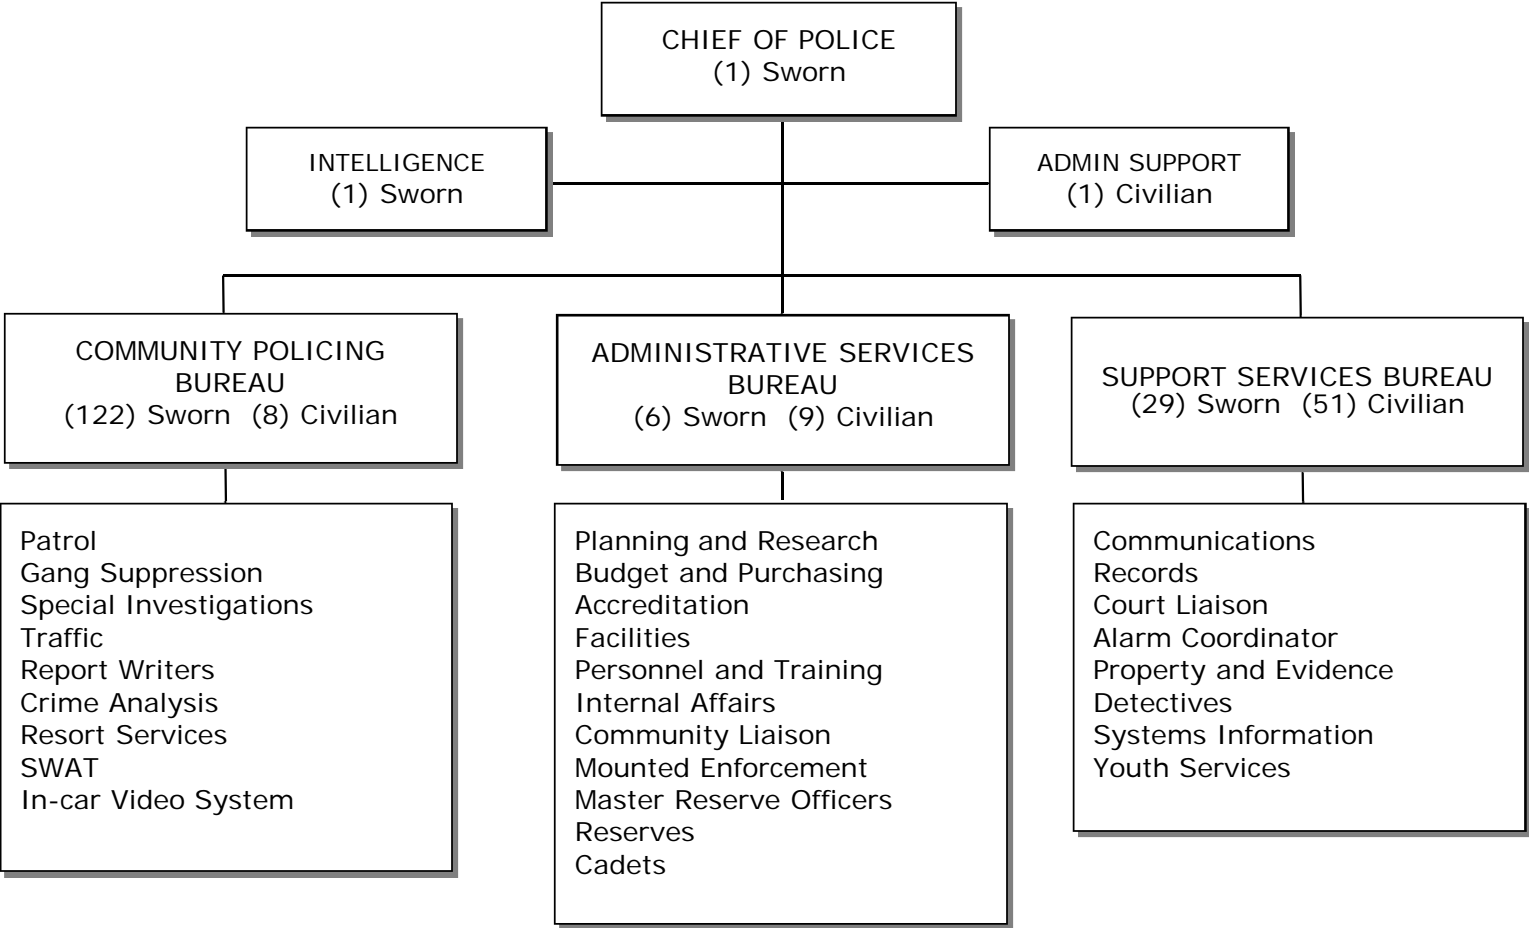 CHIEF OF POLICE
(1) Sworn
INTELLIGENCE
(1) Sworn
ADMIN SUPPORT
(1) Civilian
COMMUNITY POLICING
BUREAU
(122) Sworn  (8) Civilian
ADMINISTRATIVE SERVICES
BUREAU
(6) Sworn  (9) Civilian
SUPPORT SERVICES BUREAU
(29) Sworn  (51) Civilian
Patrol
Gang Suppression
Special Investigations
Traffic
Report Writers
Crime Analysis
Resort Services
SWAT
In-car Video System
Planning and Research
Budget and Purchasing
Accreditation
Facilities
Personnel and Training
Internal Affairs
Community Liaison
Mounted Enforcement
Master Reserve Officers
Reserves
Cadets
Communications
Records
Court Liaison
Alarm Coordinator
Property and Evidence
Detectives
Systems Information
Youth Services